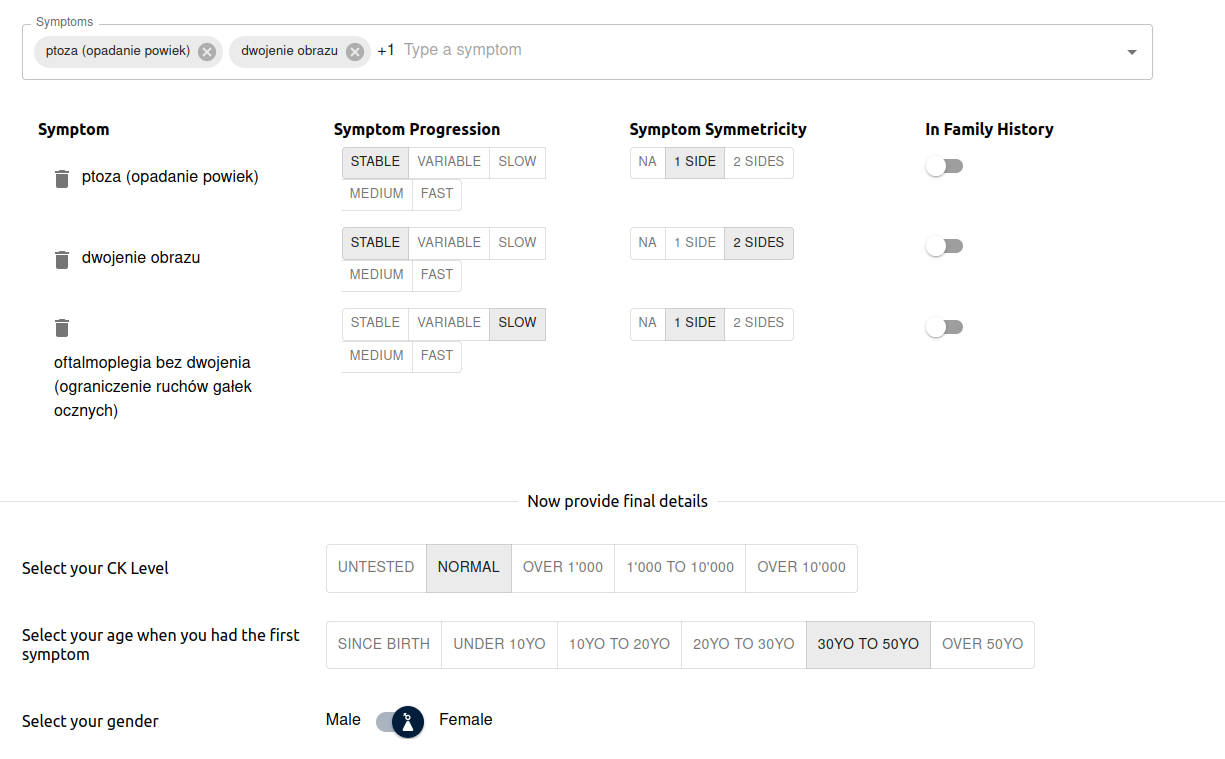 Symptoms
ptoza (opadanie powiek) dwojenie obrazu +1 Type a symptom
Symptom Symptom Progression Symptom Symmetricity In Family History
ptoza (opadanie powiek) STABLE VARIABLE SLOW NA 1 SIDE 2 SIDES
MEDIUM FAST
dwojenie obrazu STABLE VARIABLE SLOW NA 1 SIDE 2 SIDES
MEDIUM FAST
STABLE VARIABLE SLOW NA 1 SIDE 2 SIDES
MEDIUM FAST
oftalmoplegia bez dwojenia
(ograniczenie ruchów gałek
ocznych)
Now provide final details
Select your CK Level UNTESTED NORMAL OVER 1'000 1'000 TO 10'000 OVER 10'000
Select your age when you had the first
symptom
SINCE BIRTH UNDER 10YO 10YO TO 20YO 20YO TO 30YO 30YO TO 50YO OVER 50YO
Select your gender Male Female